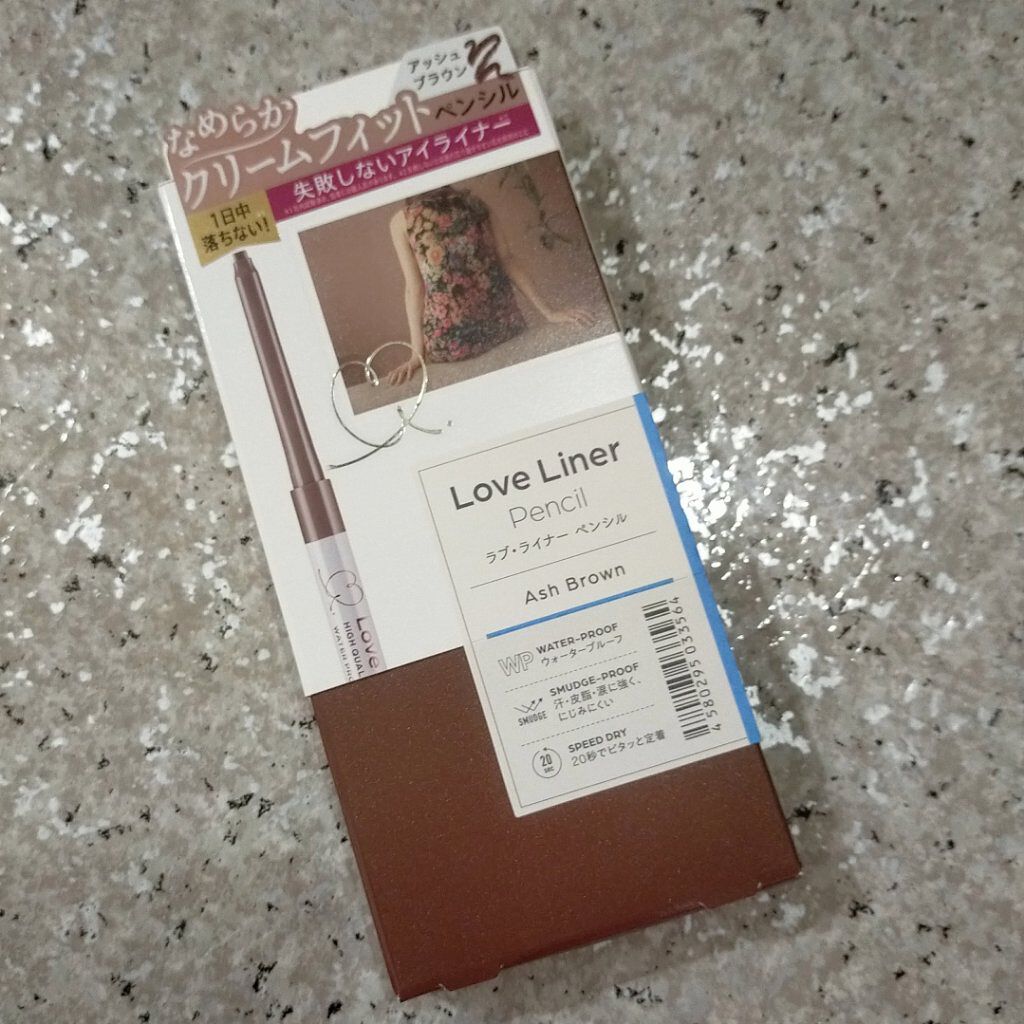 アッシュ
ブラウン
なめらか
クリームフィットペンシル
失敗しないアイライナー
1日中
落ちない!
Love Liner
Pencil
ラブ・ライナー ペンシル
Ash Brown
WP
WATER-PROOF
ウォータープルーフ
SMUDGE
SMUDGE-PROOF
汗・皮脂・涙に強く、
にじみにくい
20
sec
SPEED DRY
20秒でピタッと定着
4580295033564
Love
HIGH QUAL